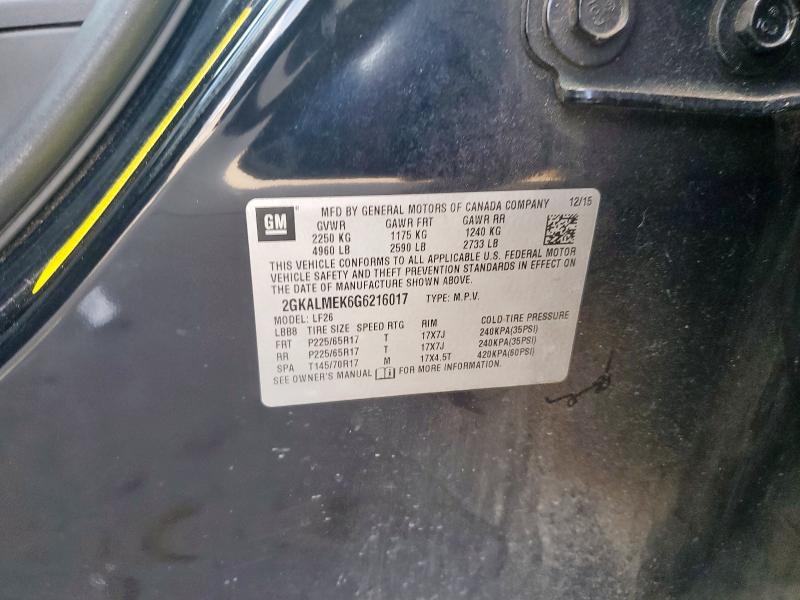 GM
MFD BY GENERAL MOTORS OF CANADA COMPANY 12/15
GVWR GAWR FRT GAWR RR
2250 KG 1175 KG 1240 KG
4960 LB 2590 LB 2733 LB
THIS VEHICLE CONFORMS TO ALL APPLICABLE U.S. FEDERAL MOTOR
VEHICLE SAFETY AND THEFT PREVENTION STANDARDS IN EFFECT ON
THE DATE OF MANUFACTURE SHOWN ABOVE.
2GKALMEK6G6216017 TYPE: M.P.V.
MODEL: LF26
LBB8 TIRE SIZE SPEED RTG RIM COLD TIRE PRESSURE
FRT P225/65R17 T 17X7J 240KPA(35PSI)
RR P225/65R17 T 17X7J 240KPA(35PSI)
SPA T145/70R17 M 17X4.5T 420KPA(60PSI)
SEE OWNER'S MANUAL FOR MORE INFORMATION.